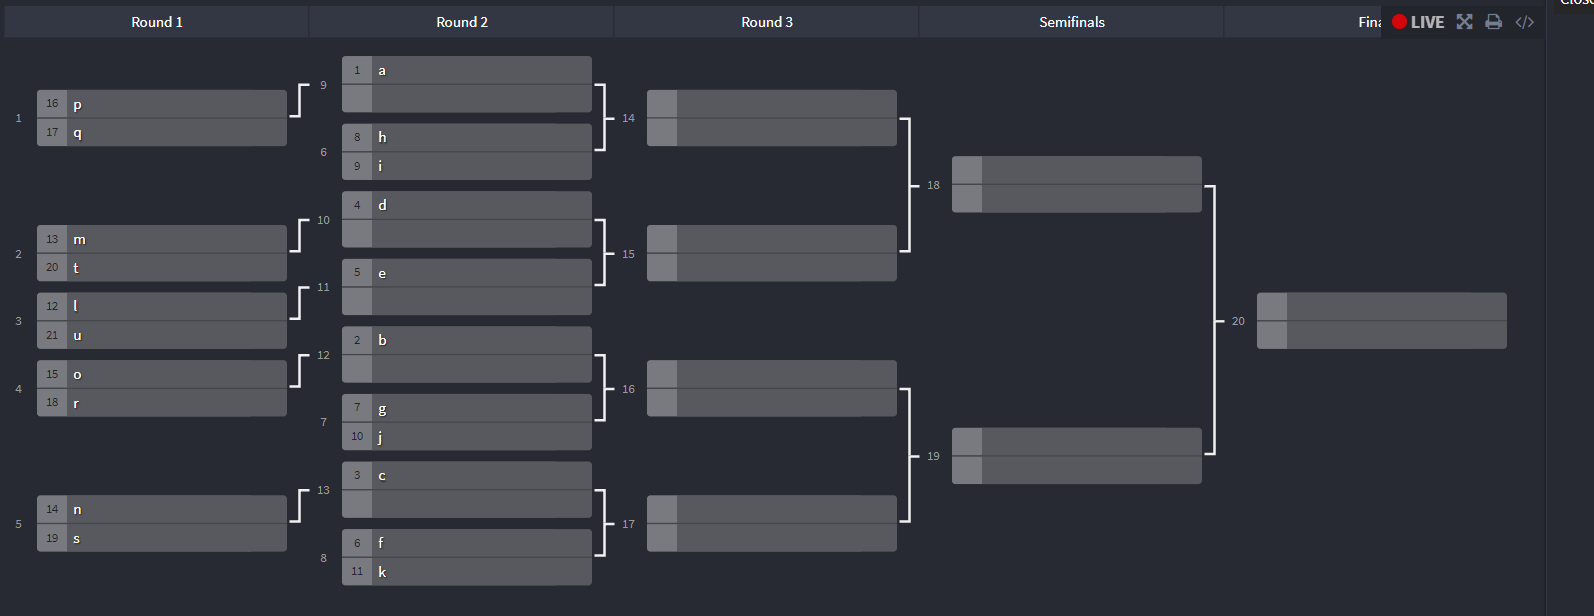 Round 1
Round 2
Round 3
Semifinals
Fina
LIVE
</>
Close
1
16 p
17 q
2
13 m
20 t
3
12 l
21 u
4
15 o
18 r
5
14 n
19 s
9
1 a
6
8 h
9 i
10
4 d
11
5 e
12
2 b
7
7 g
10 j
13
3 c
8
6 f
11 k
14
15
16
17
18
19
20